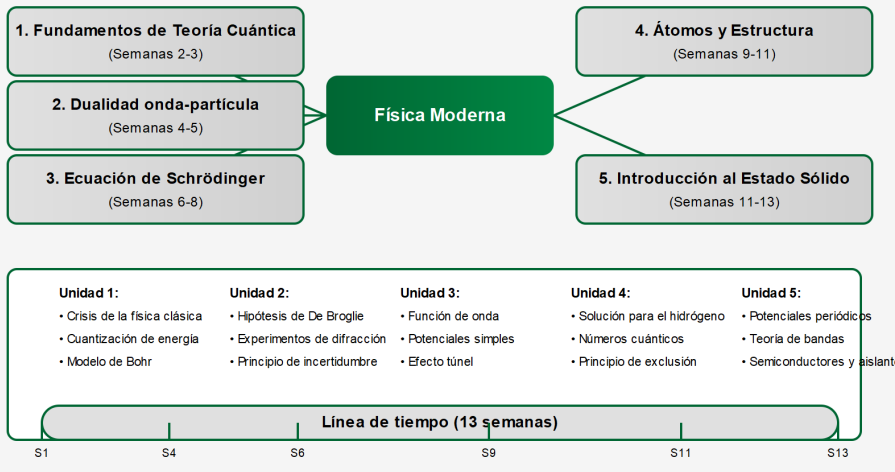 1. Fundamentos de Teoría Cuántica
(Semanas 2-3)
2. Dualidad onda-partícula
(Semanas 4-5)
3. Ecuación de Schrödinger
(Semanas 6-8)
Física Moderna
4. Átomos y Estructura
(Semanas 9-11)
5. Introducción al Estado Sólido
(Semanas 11-13)
Unidad 1:
• Crisis de la física clásica
• Cuantización de energía
• Modelo de Bohr
Unidad 2:
• Hipótesis de De Broglie
• Experimentos de difracción
• Principio de incertidumbre
Unidad 3:
• Función de onda
• Potenciales simples
• Efecto túnel
Unidad 4:
• Solución para el hidrógeno
• Números cuánticos
• Principio de exclusión
Unidad 5:
• Potenciales periódicos
• Teoría de bandas
• Semiconductores y aislant
Línea de tiempo (13 semanas)
S1 S4 S6 S9 S11 S13